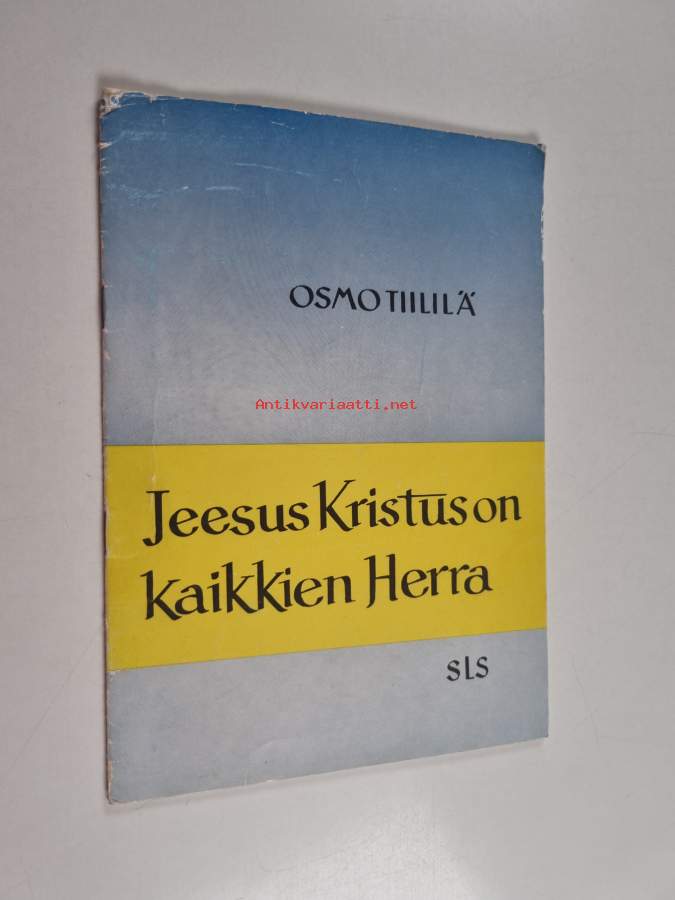 OSMO TIILILÄ
Antikvariaatti.net
Jeesus Kristus on
kaikkien Herra
SLS